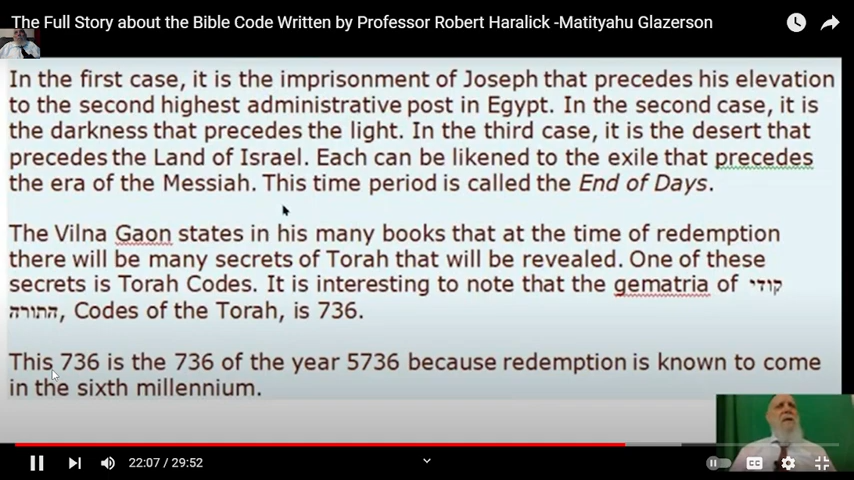 The Full Story about the Bible Code Written by Professor Robert Haralick -Matityahu Glazerson
In the first case, it is the imprisonment of Joseph that precedes his elevation
to the second highest administrative post in Egypt. In the second case, it is
the darkness that precedes the light. In the third case, it is the desert that
precedes the Land of Israel. Each can be likened to the exile that precedes
the era of the Messiah. This time period is called the End of Days.
The Vilna Gaon states in his many books that at the time of redemption
there will be many secrets of Torah that will be revealed. One of these
secrets is Torah Codes. It is interesting to note that the gematria of קודי
התורה, Codes of the Torah, is 736.
This 736 is the 736 of the year 5736 because redemption is known to come
in the sixth millennium.
22:07 / 29:52
CC